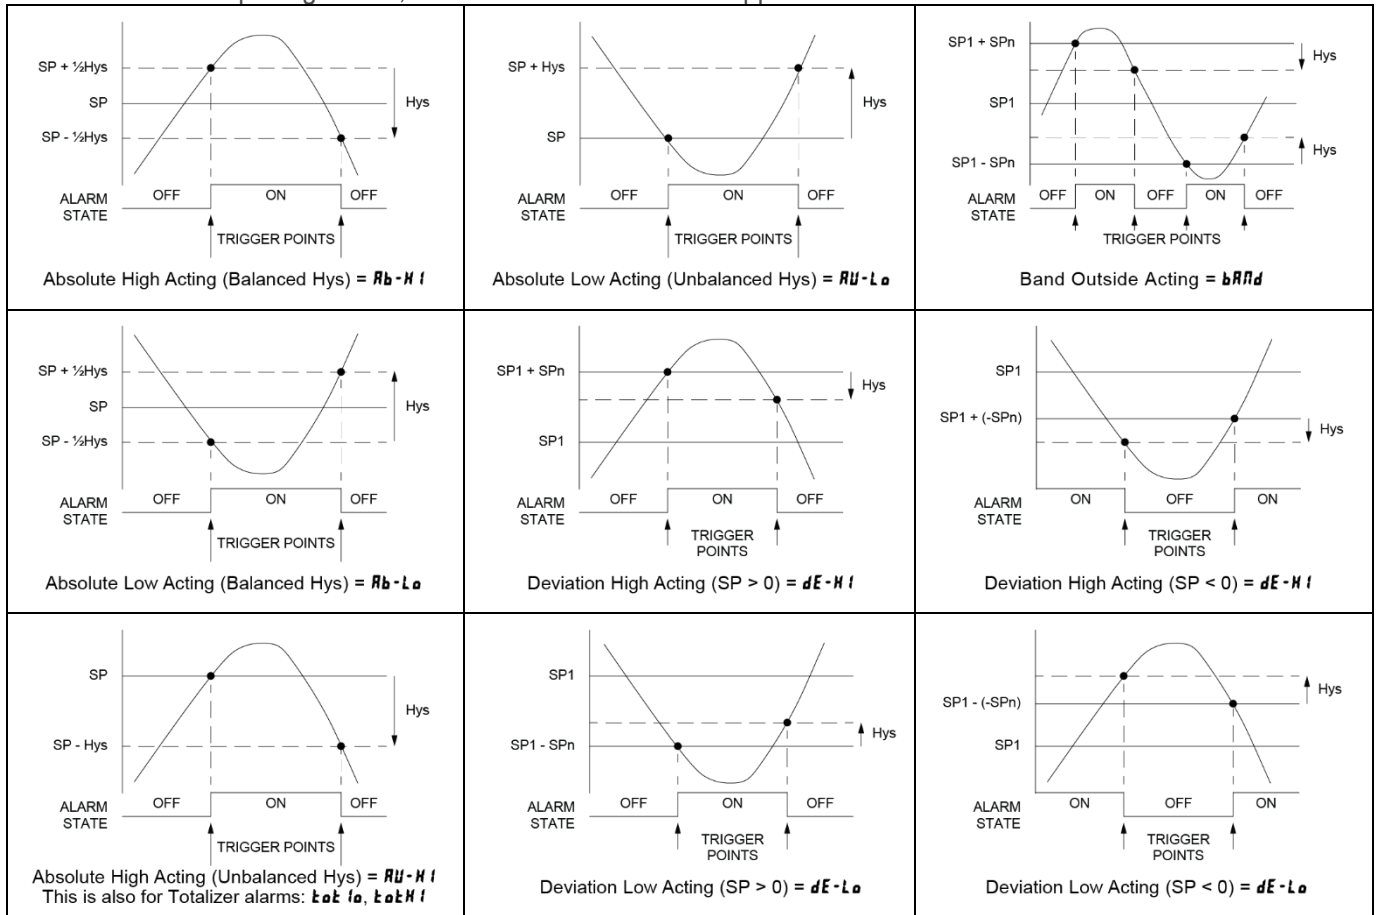 SP + ½Hys
SP
SP - ½Hys
Hys
OFF ON OFF
ALARM
STATE
TRIGGER POINTS
Absolute High Acting (Balanced Hys) = Ab-HI
SP + Hys
SP
Hys
OFF ON OFF
ALARM
STATE
TRIGGER POINTS
Absolute Low Acting (Unbalanced Hys) = AU-Lo
SP1 + SPn
Hys
SP1
Hys
SP1 - SPn
OFF ON OFF ON OFF
ALARM
STATE
TRIGGER POINTS
Band Outside Acting = bANd
SP + ½Hys
SP
SP - ½Hys
Hys
OFF ON OFF
ALARM
STATE
TRIGGER POINTS
Absolute Low Acting (Balanced Hys) = Ab-Lo
SP1 + SPn
Hys
SP1
OFF ON OFF
ALARM
STATE
TRIGGER
POINTS
Deviation High Acting (SP > 0) = dE-HI
SP1
SP1 + (-SPn)
Hys
ON OFF ON
ALARM
STATE
TRIGGER
POINTS
Deviation High Acting (SP < 0) = dE-HI
SP
Hys
SP - Hys
OFF ON OFF
ALARM
STATE
TRIGGER POINTS
Absolute High Acting (Unbalanced Hys) = AU-HI
This is also for Totalizer alarms: totlo, totHI
SP1
Hys
SP1 - SPn
OFF ON OFF
ALARM
STATE
TRIGGER
POINTS
Deviation Low Acting (SP > 0) = dE-Lo
Hys
SP1 - (-SPn)
SP1
ON OFF ON
ALARM
STATE
TRIGGER
POINTS
Deviation Low Acting (SP < 0) = dE-Lo